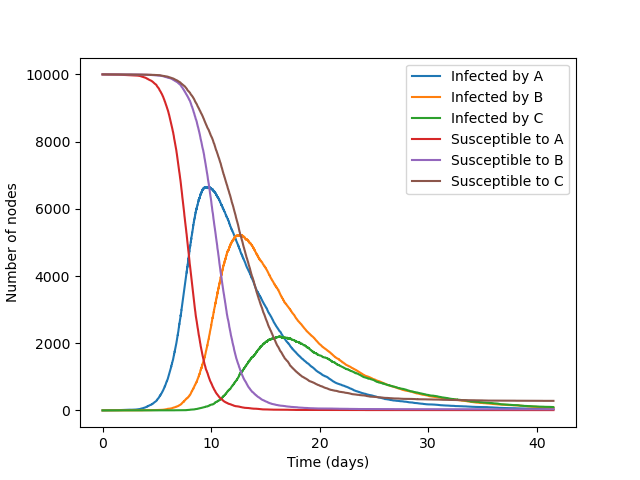 10000
8000
6000
4000
2000
0
Number of nodes
0 10 20 30 40
Time (days)
Infected by A
Infected by B
Infected by C
Susceptible to A
Susceptible to B
Susceptible to C